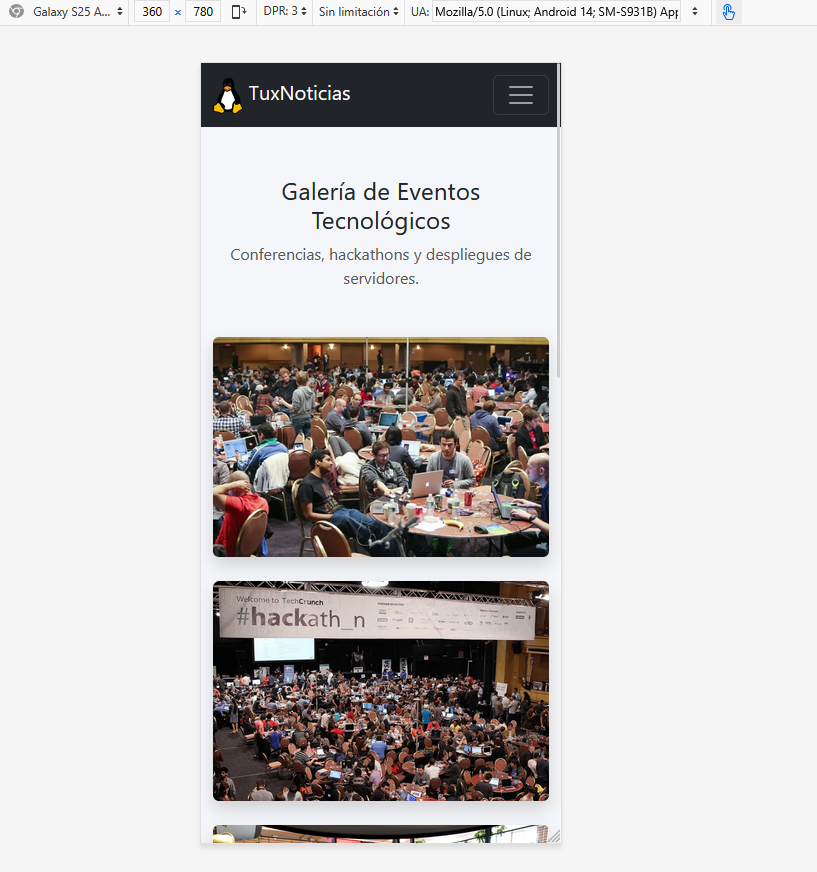 Galaxy S25 A... 360 × 780 DPR: 3 Sin limitación UA: Mozilla/5.0 (Linux; Android 14; SM-S931B) App
TuxNoticias
Galería de Eventos
Tecnológicos
Conferencias, hackathons y despliegues de
servidores.
Welcome to TechCrunch
#hackath_n